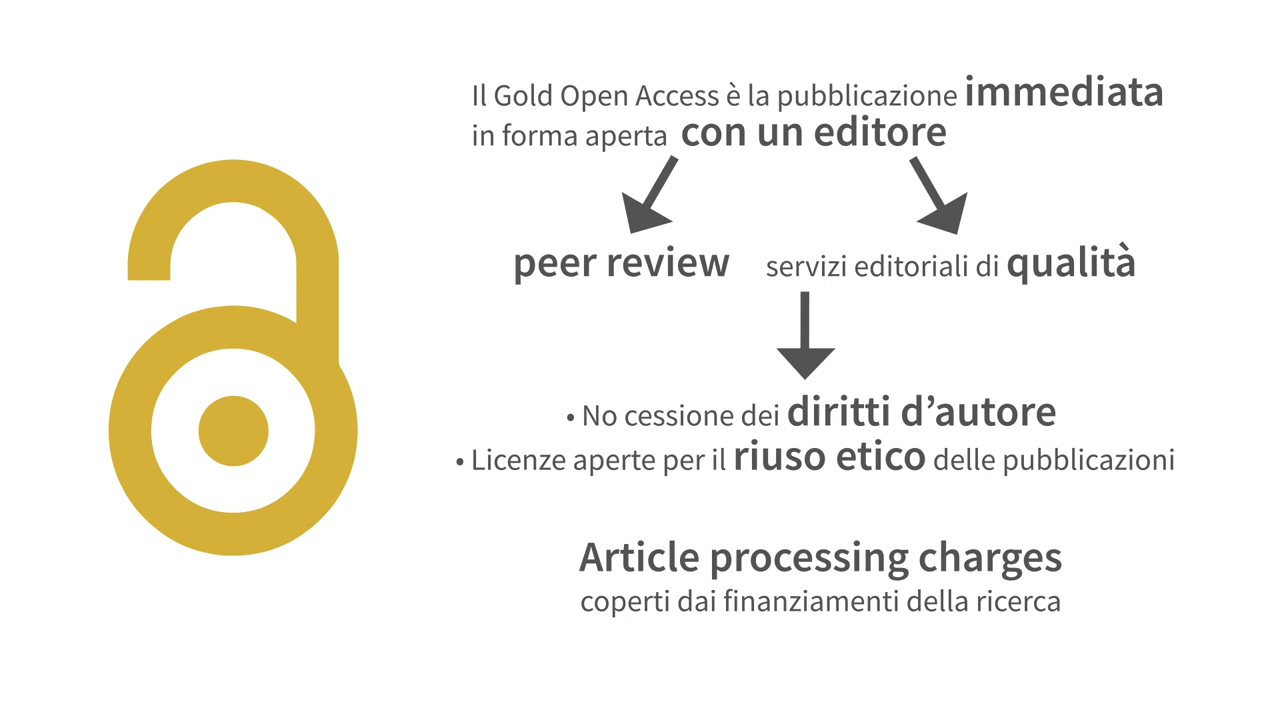 Il Gold Open Access è la pubblicazione immediata
in forma aperta con un editore
peer review servizi editoriali di qualità
• No cessione dei diritti d’autore
• Licenze aperte per il riuso etico delle pubblicazioni
Article processing charges
coperti dai finanziamenti della ricerca